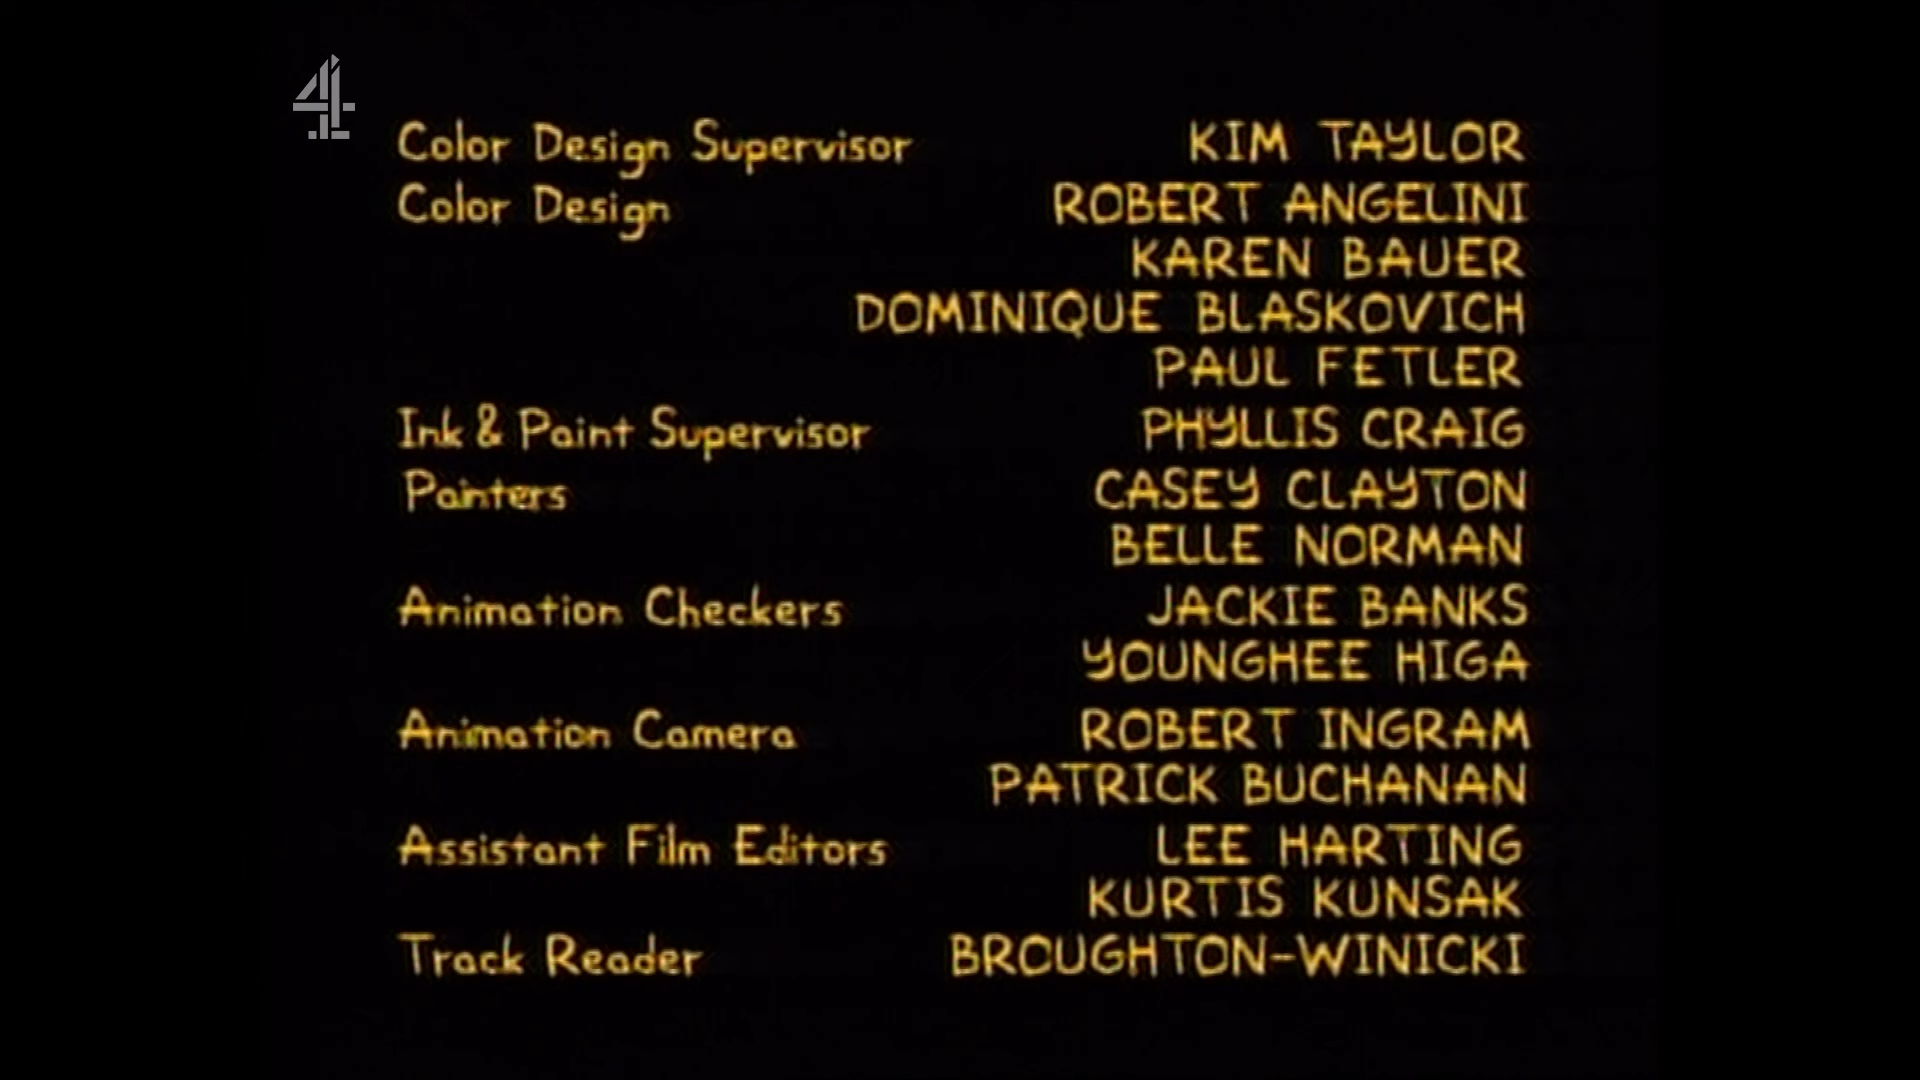 4
Color Design Supervisor KIM TAYLOR
Color Design ROBERT ANGELINI
KAREN BAUER
DOMINIQUE BLASKOVICH
PAUL FETLER
Ink & Paint Supervisor PHYLLIS CRAIG
Painters CASEY CLAYTON
BELLE NORMAN
Animation Checkers JACKIE BANKS
YOUNGHEE HIGA
Animation Camera ROBERT INGRAM
PATRICK BUCHANAN
Assistant Film Editors LEE HARTING
KURTIS KUNSAK
Track Reader BROUGHTON-WINICKI